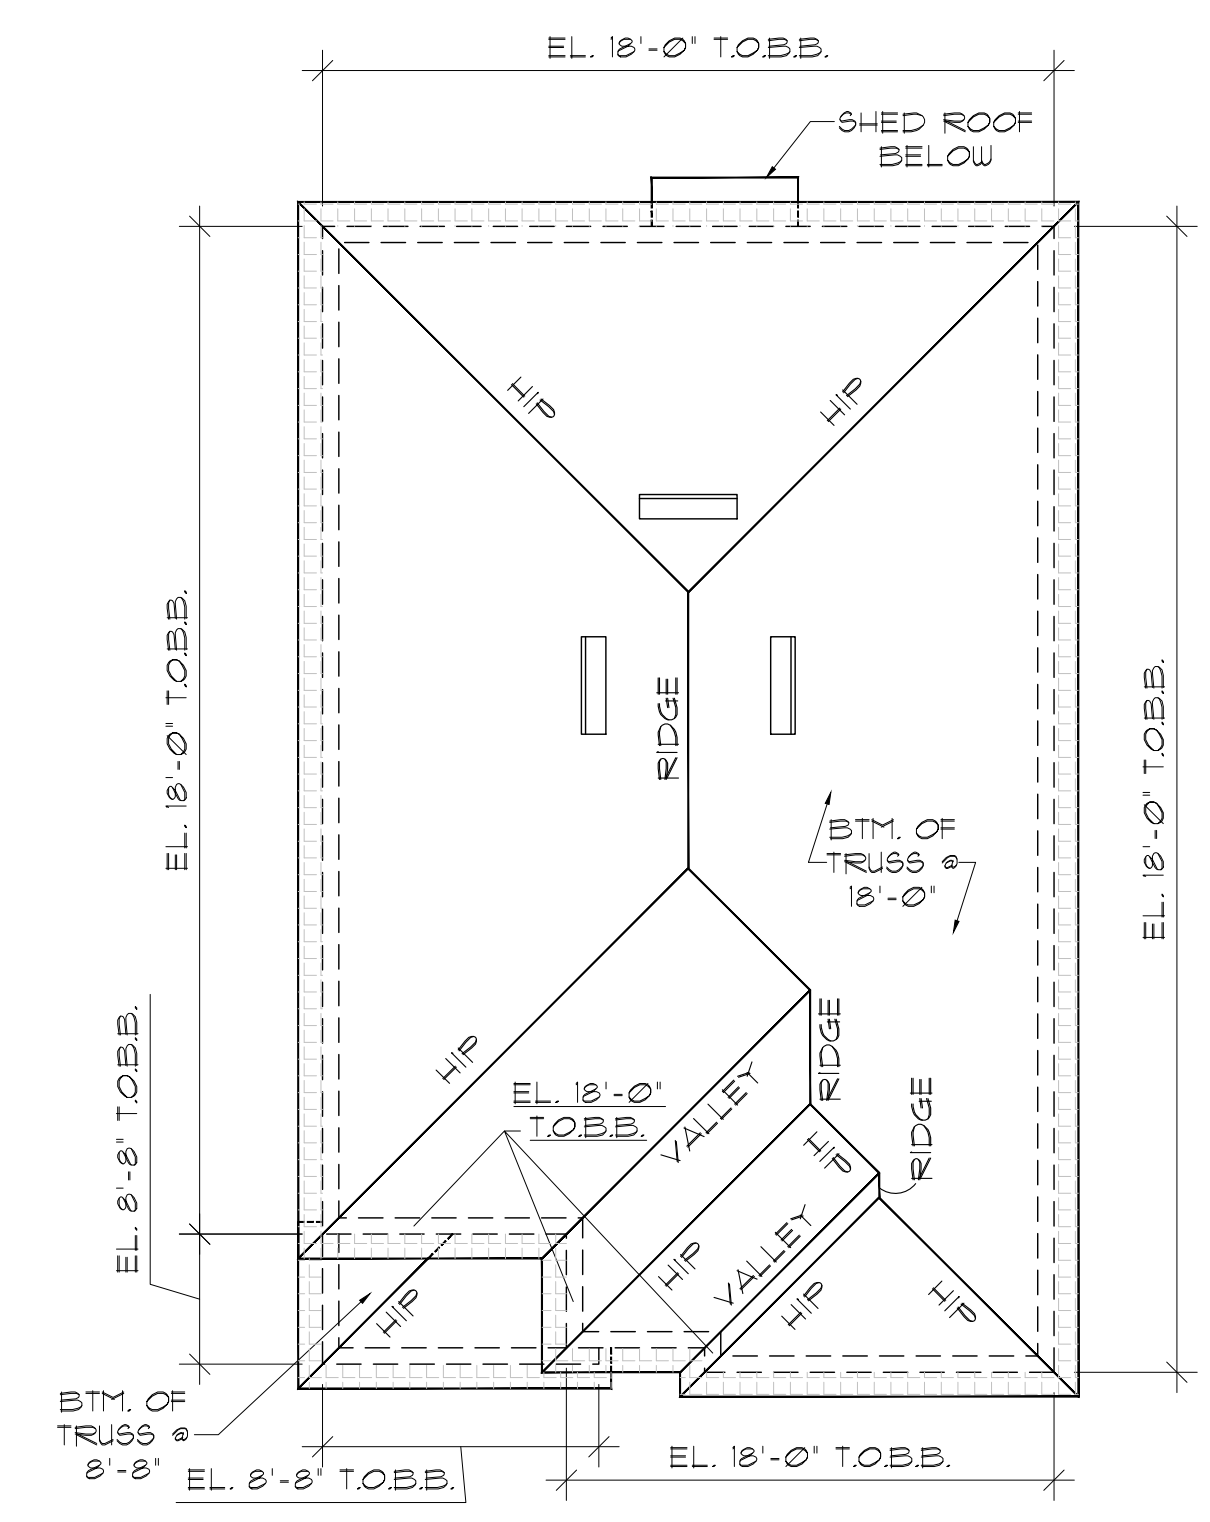 EL. 18'-Ø" T.O.B.B.
SHED ROOF
BELOW
HIP
HIP
EL. 18'-Ø" T.O.B.B.
RIDGE
EL. 18'-Ø" T.O.B.B.
BTM. OF
TRUSS @
18'-Ø"
EL. 8'-8" T.O.B.B.
HIP
EL. 18'-Ø"
T.O.B.B.
VALLEY
RIDGE
RIDGE
HIP
HIP
VALLEY
HIP
HIP
HIP
BTM. OF
TRUSS @
8'-8"
EL. 8'-8" T.O.B.B.
EL. 18'-Ø" T.O.B.B.